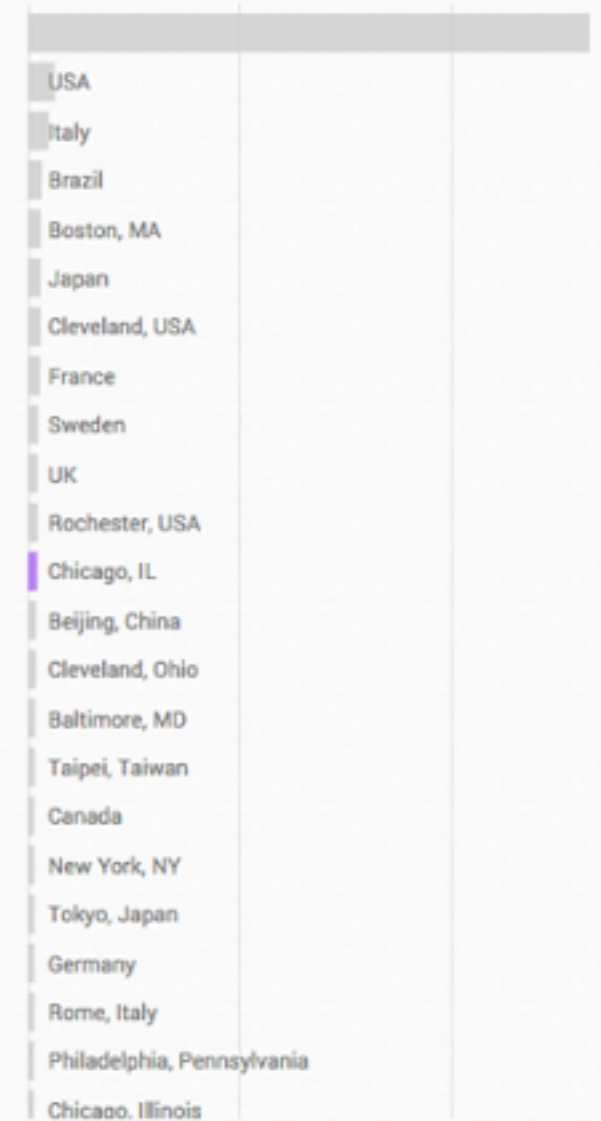 USA
Italy
Brazil
Boston, MA
Japan
Cleveland, USA
France
Sweden
UK
Rochester, USA
Chicago, IL
Beijing, China
Cleveland, Ohio
Baltimore, MD
Taipei, Taiwan
Canada
New York, NY
Tokyo, Japan
Germany
Rome, Italy
Philadelphia, Pennsylvania
Chicago, Illinois